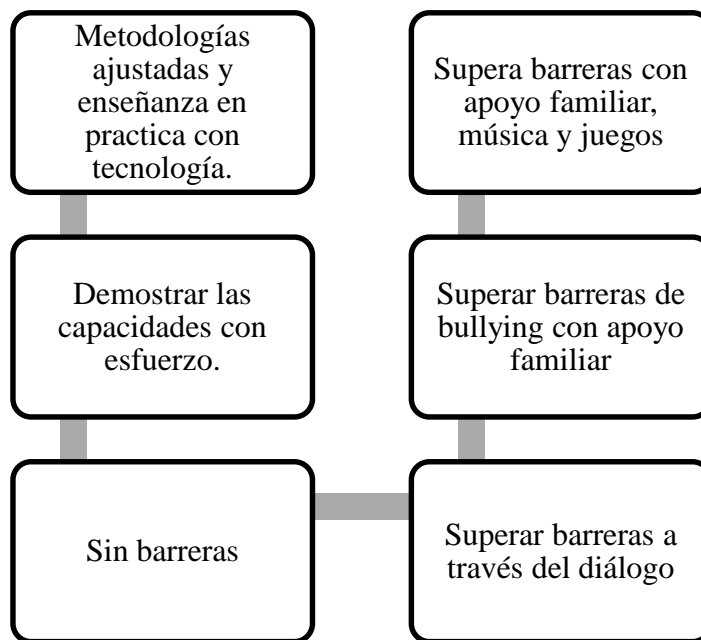 Metodologías
ajustadas y
enseñanza en
practica con
tecnología.
Demostrar las
capacidades con
esfuerzo.
Sin barreras
Superar barreras a
través del diálogo
Superar barreras de
bullying con apoyo
familiar
Supera barreras con
apoyo familiar,
música y juegos